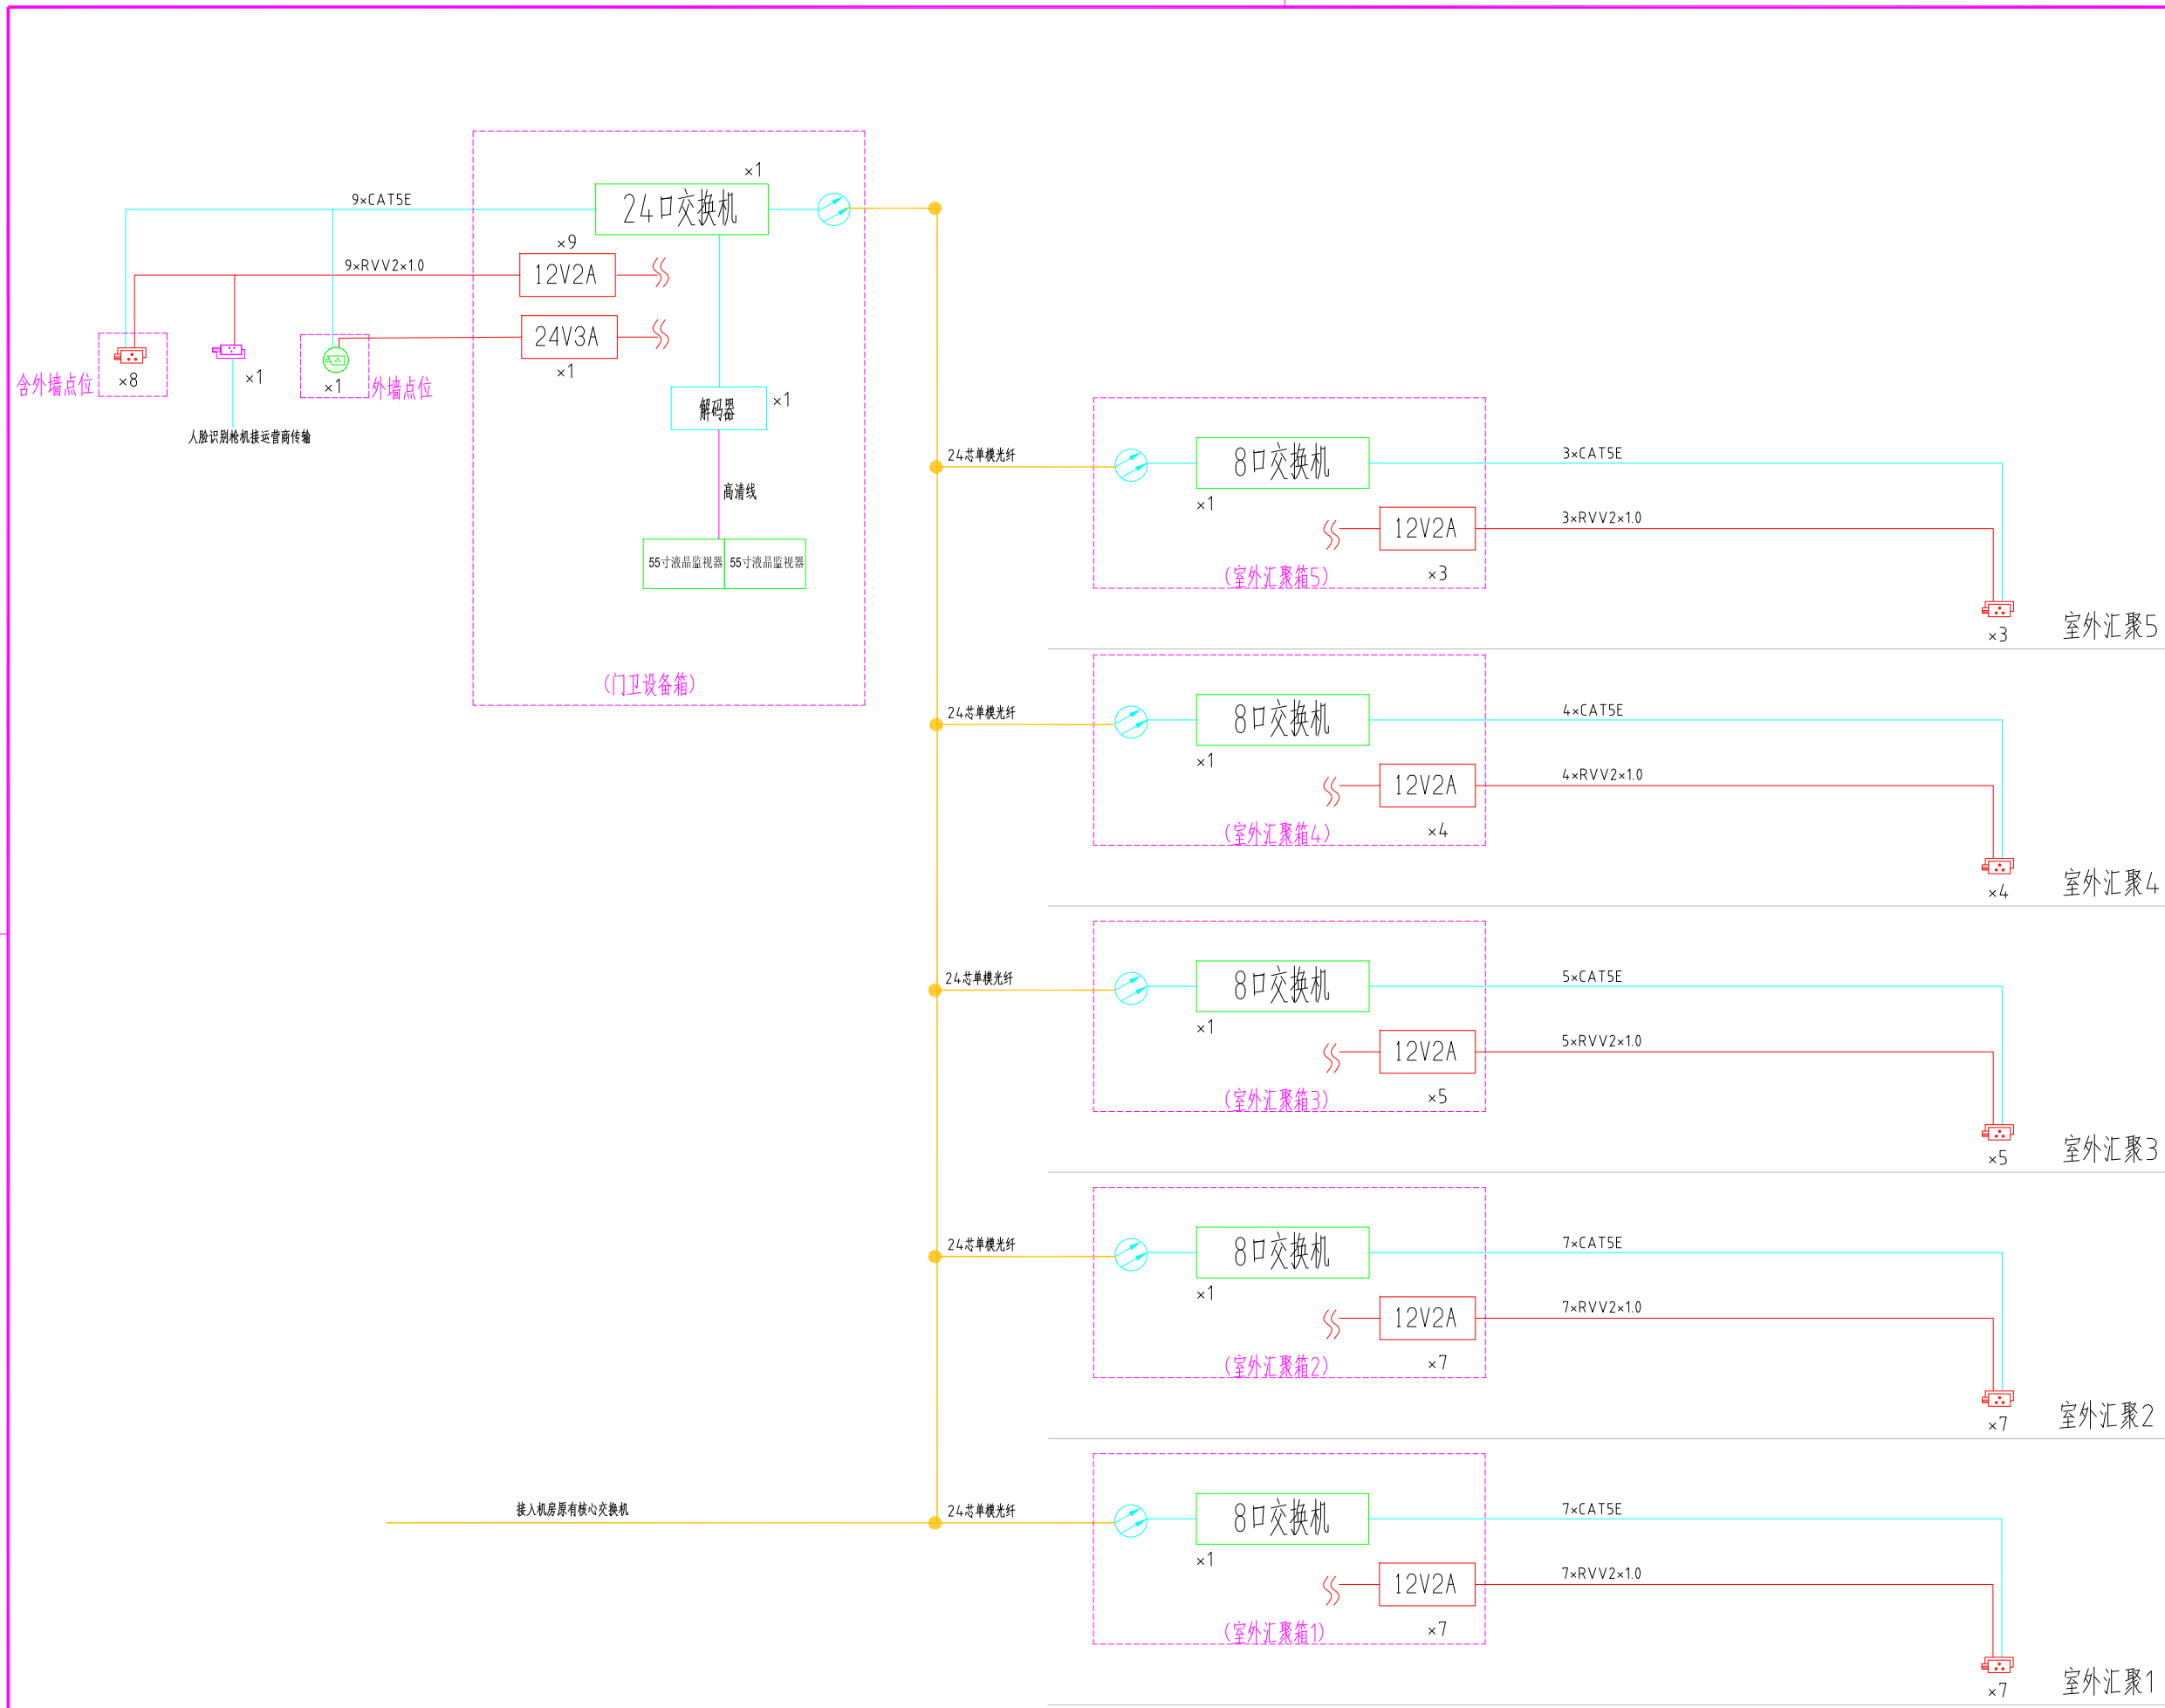 ×1
24口交换机
9×CAT5E
×9
12V2A
9×RVV2×1.0
24V3A
×1
含外墙点位
×8
×1
×1
外墙点位
人脸识别枪机接运营商传输
解码器
×1
高清线
55寸液晶监视器
55寸液晶监视器
(门卫设备箱)
24芯单模光纤
8口交换机
×1
3×CAT5E
12V2A
3×RVV2×1.0
(室外汇聚箱5)
×3
×3
室外汇聚5
24芯单模光纤
8口交换机
×1
4×CAT5E
12V2A
4×RVV2×1.0
(室外汇聚箱4)
×4
×4
室外汇聚4
24芯单模光纤
8口交换机
×1
5×CAT5E
12V2A
5×RVV2×1.0
(室外汇聚箱3)
×5
×5
室外汇聚3
24芯单模光纤
8口交换机
×1
7×CAT5E
12V2A
7×RVV2×1.0
(室外汇聚箱2)
×7
×7
室外汇聚2
接入机房原有核心交换机
24芯单模光纤
8口交换机
×1
7×CAT5E
12V2A
7×RVV2×1.0
(室外汇聚箱1)
×7
×7
室外汇聚1